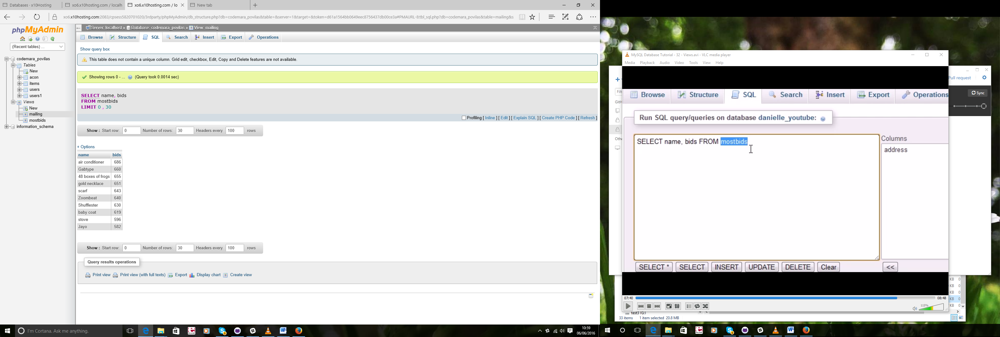 Databases - x10Hosting
xo6.x10hosting.com / localh
xo6.x10hosting.com / lo
New tab
xo6.x10hosting.com:2083/cpsess5820701020/3rdparty/phpMyAdmin/db_structure.php?db=codemara_povilas&table=&server=1&target=&token=d61a1564bb0649eec8756437db00ce3a#PMAURL-8:tbl_sql.php?db=codemara_povilas&table=mailing&s
phpMyAdmin
(Recent tables) ...
codemara_povilas
Tables
New
acon
items
users
users1
Views
New
mailing
mostbids
information_schema
Server: localhost » Database: codemara_povilas » View: mailing
Browse Structure SQL Search Insert Export Operations
Show query box
This table does not contain a unique column. Grid edit, checkbox, Edit, Copy and Delete features are not available.
Showing rows 0 - ... (Query took 0.0014 sec)
SELECT name, bids
FROM mostbids
LIMIT 0 , 30
Profiling [ Inline ] [ Edit ] [ Explain SQL ] [ Create PHP Code ] [ Refresh ]
Show : Start row: 0 Number of rows: 30 Headers every 100 rows
+ Options
name bids
air conditioner 686
Gabtype 660
48 boxes of frogs 655
gold necklace 651
scarf 643
Zoombeat 640
Shufflester 630
baby coat 619
stove 596
Jayo 582
Show : Start row: 0 Number of rows: 30 Headers every 100 rows
Query results operations
Print view Print view (with full texts) Export Display chart Create view
I'm Cortana. Ask me anything.
10:59
06/06/2016
MySQL Database Tutorial - 32 - Views.avi - VLC media player
Media Playback Audio Video Tools View Help
Pull request
Sync
Browse Structure SQL Search Insert Export Operations
Run SQL query/queries on database danielle_youtube:
SELECT name, bids FROM mostbids
Columns
address
SELECT * SELECT INSERT UPDATE DELETE Clear <<
07:40
08:48
115%
KB 0
KB 0
KB 0
KB 0
KB 0
test3 (G:)
33 items 1 item selected 20.8 MB